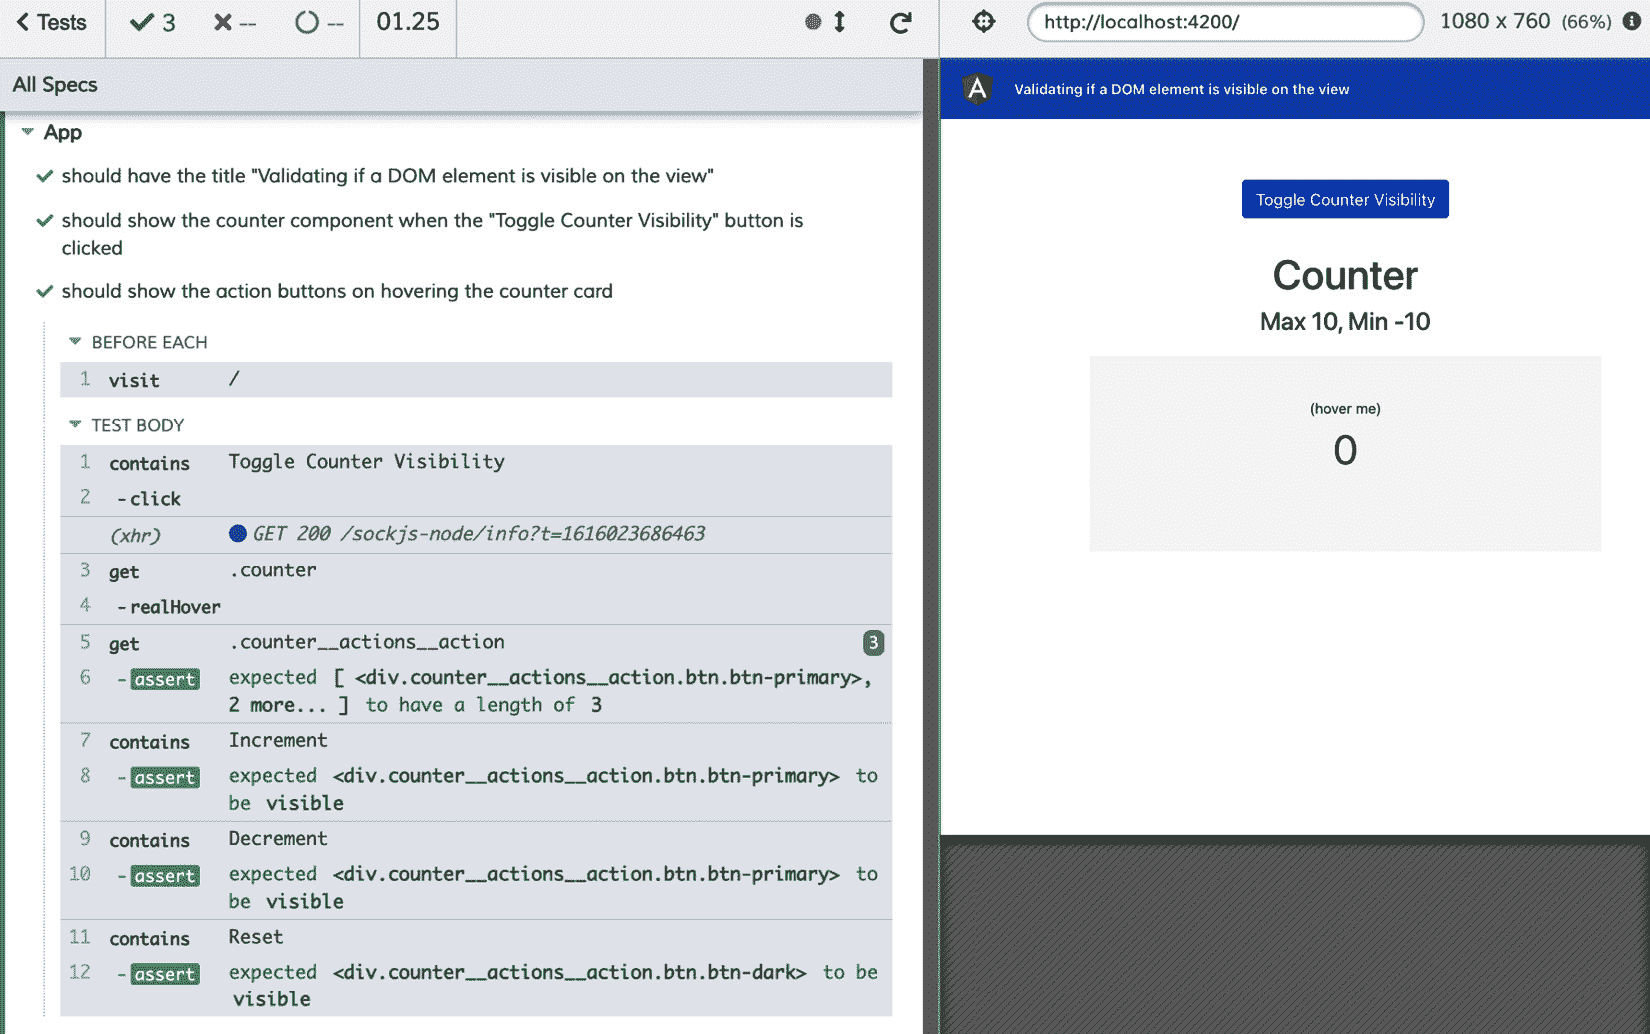 Tests 3 -- -- 01.25
http://localhost:4200/ 1080 x 760 (66%)
All Specs
App
should have the title "Validating if a DOM element is visible on the view"
should show the counter component when the "Toggle Counter Visibility" button is
clicked
should show the action buttons on hovering the counter card
BEFORE EACH
1 visit /
TEST BODY
1 contains Toggle Counter Visibility
2 -click
(xhr) GET 200 /sockjs-node/info?t=1616023686463
3 get .counter
4 -realHover
5 get .counter__actions__action 3
6 -assert expected [ <div.counter__actions__action.btn.btn-primary>,
2 more... ] to have a length of 3
7 contains Increment
8 -assert expected <div.counter__actions__action.btn.btn-primary> to
be visible
9 contains Decrement
10 -assert expected <div.counter__actions__action.btn.btn-primary> to
be visible
11 contains Reset
12 -assert expected <div.counter__actions__action.btn.btn-dark> to be
visible
A Validating if a DOM element is visible on the view
Toggle Counter Visibility
Counter
Max 10, Min -10
(hover me)
0